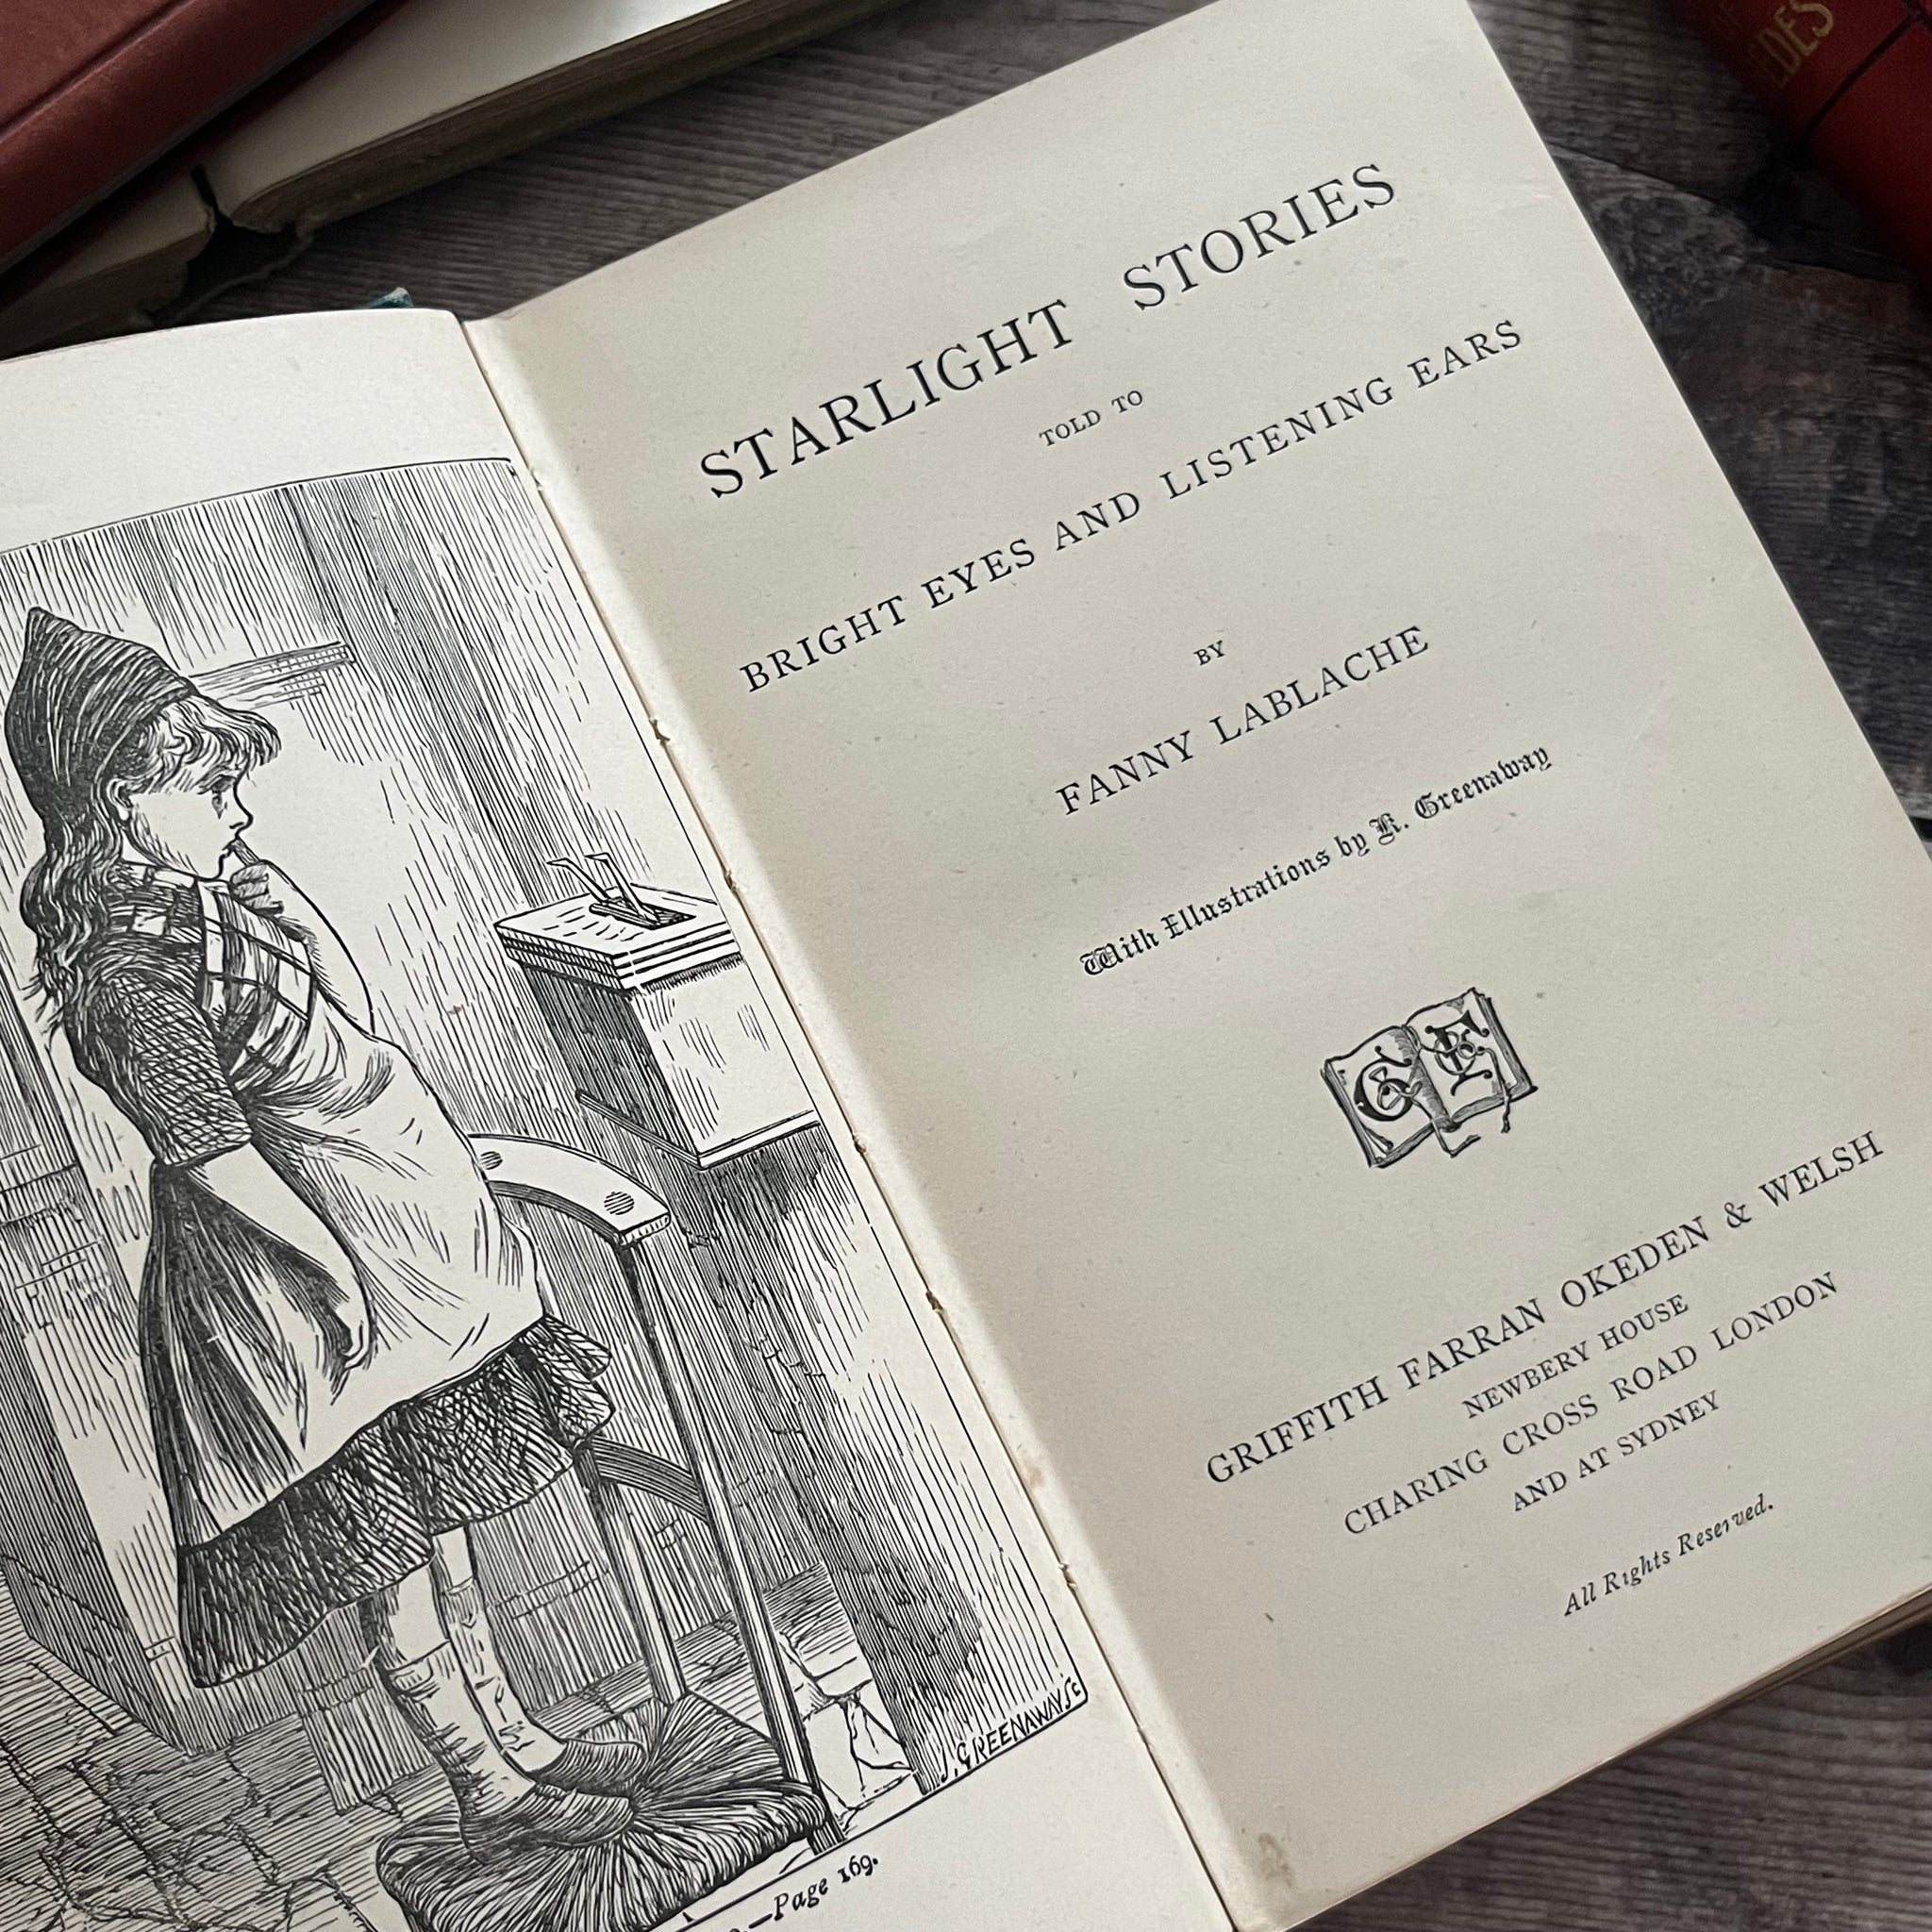 EDES
STARLIGHT STORIES
TOLD TO
BRIGHT EYES AND LISTENING EARS
BY
FANNY LABLACHE
With Illustrations by K. Greenaway
G & F
GRIFFITH FARRAN OKEDEN & WELSH
NEWBERY HOUSE
CHARING CROSS ROAD LONDON
AND AT SYDNEY
All Rights Reserved.
J. GREENAWAY Sc
—Page 169.